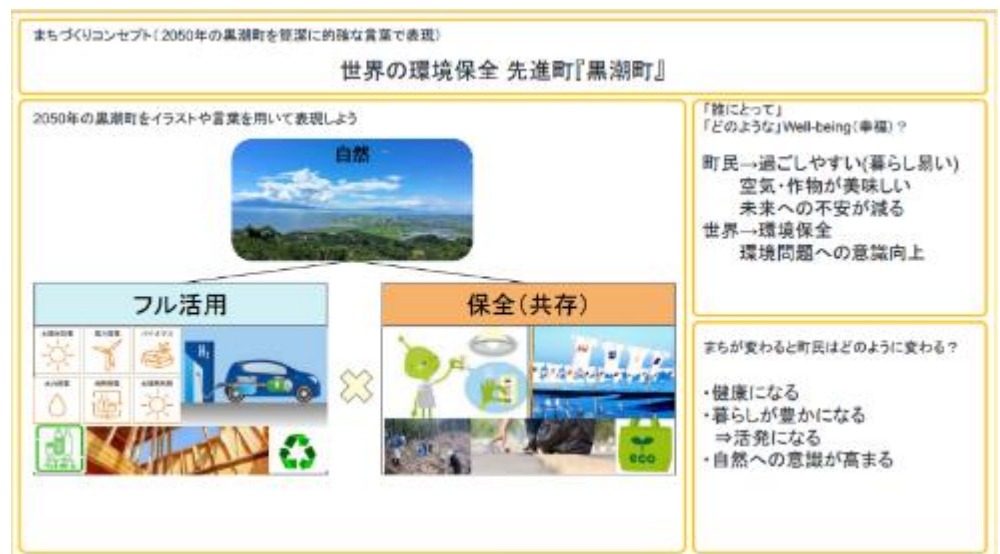 まちづくりコンセプト(2050年の黒潮町を簡潔に的確な言葉で表現)
世界の環境保全 先進町『黒潮町』
2050年の黒潮町をイラストや言葉を用いて表現しよう
自然
フル活用
保全(共存)
バイオマス
H₂
eco
「誰にとって」
「どのような」Well-being(幸福)?
町民→過ごしやすい(暮らし易い)
空気・作物が美味しい
未来への不安が減る
世界→環境保全
環境問題への意識向上
まちが変わると町民はどのように変わる?
・健康になる
・暮らしが豊かになる
⇒活発になる
・自然への意識が高まる